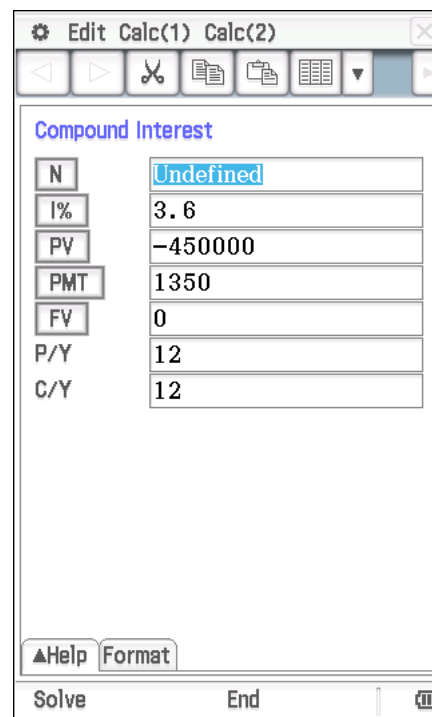 Edit Calc(1) Calc(2)
Compound Interest
N Undefined
I% 3.6
PV −450000
PMT 1350
FV 0
P/Y 12
C/Y 12
▲Help Format
Solve End